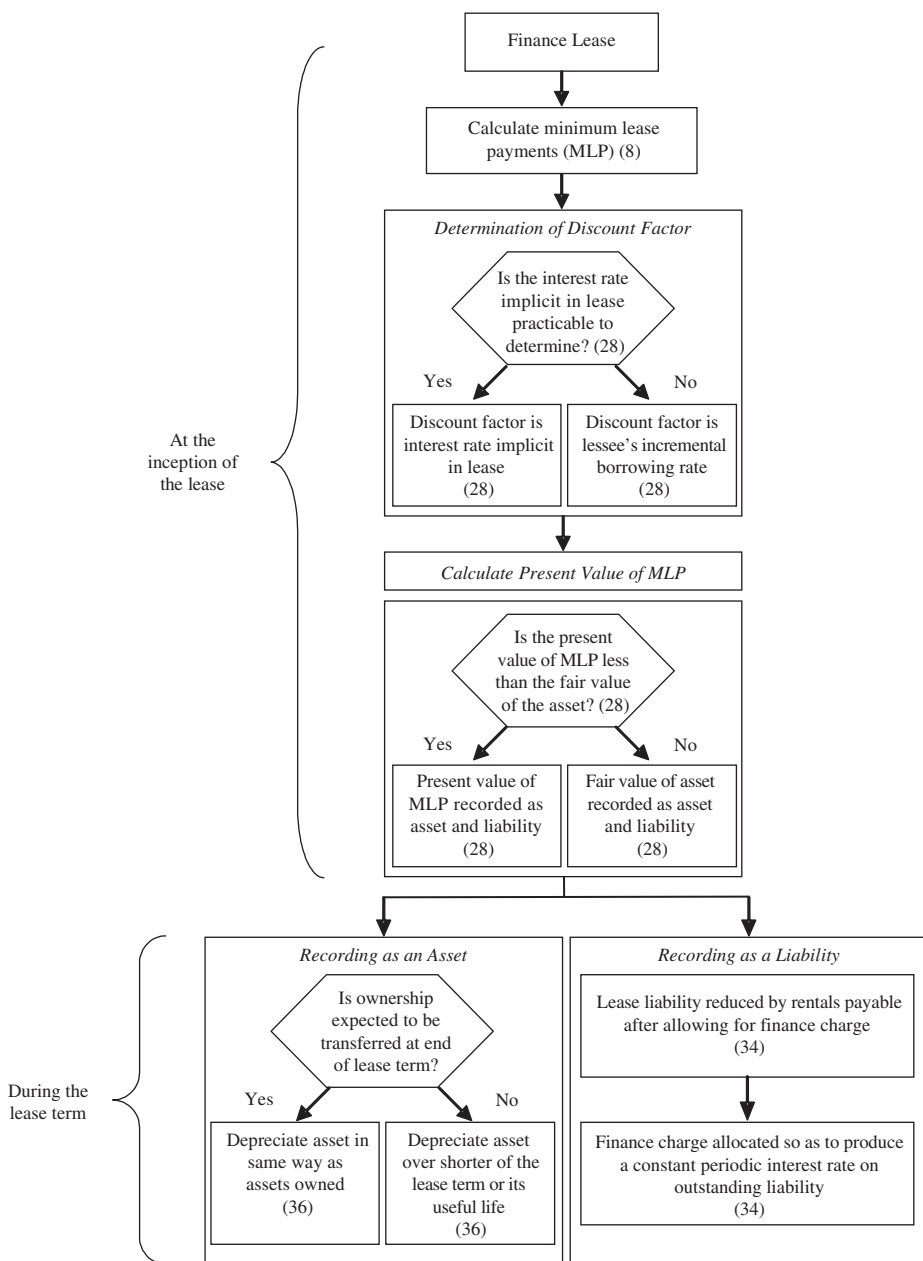 Finance Lease
Calculate minimum lease
payments (MLP) (8)
Determination of Discount Factor
Is the interest rate
implicit in lease
practicable to
determine? (28)
Yes
No
Discount factor is
interest rate implicit
in lease
(28)
Discount factor is
lessee's incremental
borrowing rate
(28)
At the
inception of
the lease
Calculate Present Value of MLP
Is the present
value of MLP less
than the fair value
of the asset? (28)
Yes
No
Present value of
MLP recorded as
asset and liability
(28)
Fair value of asset
recorded as asset
and liability
(28)
During the
lease term
Recording as an Asset
Is ownership
expected to be
transferred at end
of lease term?
Yes
No
Depreciate asset in
same way as
assets owned
(36)
Depreciate asset
over shorter of the
lease term or its
useful life
(36)
Recording as a Liability
Lease liability reduced by rentals payable
after allowing for finance charge
(34)
Finance charge allocated so as to produce
a constant periodic interest rate on
outstanding liability
(34)